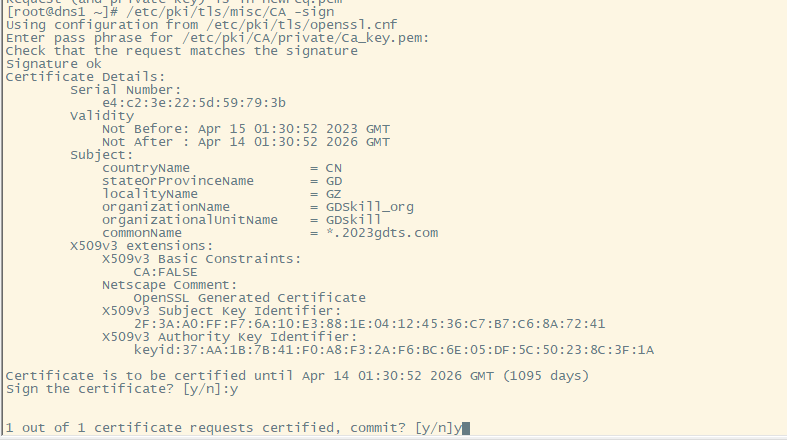 Request (and private key) is in newreq.pem
[root@dns1 ~]# /etc/pki/tls/misc/CA -sign
Using configuration from /etc/pki/tls/openssl.cnf
Enter pass phrase for /etc/pki/CA/private/Ca_key.pem:
Check that the request matches the signature
Signature ok
Certificate Details:
        Serial Number:
            e4:c2:3e:22:5d:59:79:3b
        Validity
            Not Before: Apr 15 01:30:52 2023 GMT
            Not After : Apr 14 01:30:52 2026 GMT
        Subject:
            countryName               = CN
            stateOrProvinceName       = GD
            localityName              = GZ
            organizationName          = GDSkill_org
            organizationalUnitName    = GDskill
            commonName                = *.2023gdts.com
        X509v3 extensions:
            X509v3 Basic Constraints:
                CA:FALSE
            Netscape Comment:
                OpenSSL Generated Certificate
            X509v3 Subject Key Identifier:
                2F:3A:A0:FF:F7:6A:10:E3:88:1E:04:12:45:36:C7:B7:C6:8A:72:41
            X509v3 Authority Key Identifier:
                keyid:37:AA:1B:7B:41:F0:A8:F3:2A:F6:BC:6E:05:DF:5C:50:23:8C:3F:1A
Certificate is to be certified until Apr 14 01:30:52 2026 GMT (1095 days)
Sign the certificate? [y/n]:y
1 out of 1 certificate requests certified, commit? [y/n]y